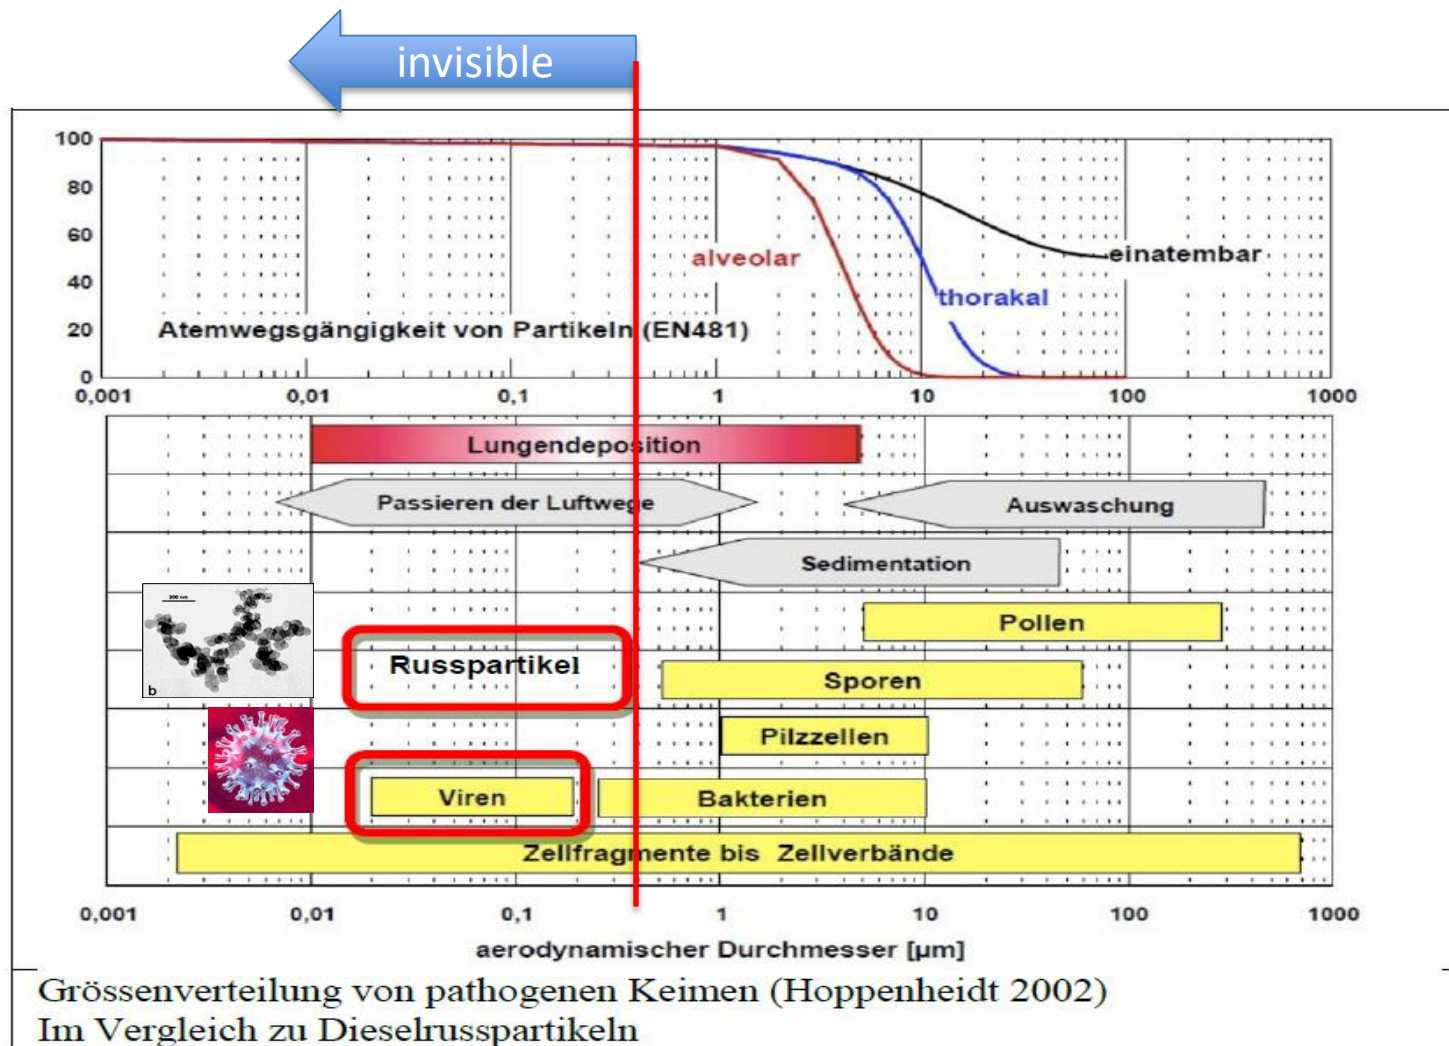 invisible
100
80
60
40
20
0
alveolar
einatembar
thorakal
Atemwegsgängigkeit von Partikeln (EN481)
0,001 0,01 0,1 1 10 100 1000
Lungendeposition
Passieren der Luftwege
Auswaschung
Sedimentation
200 nm
b
Pollen
Russpartikel
Sporen
Pilzzellen
Viren
Bakterien
Zellfragmente bis Zellverbände
0,001 0,01 0,1 1 10 100 1000
aerodynamischer Durchmesser [µm]
Grössenverteilung von pathogenen Keimen (Hoppenheidt 2002)
Im Vergleich zu Dieselrusspartikeln